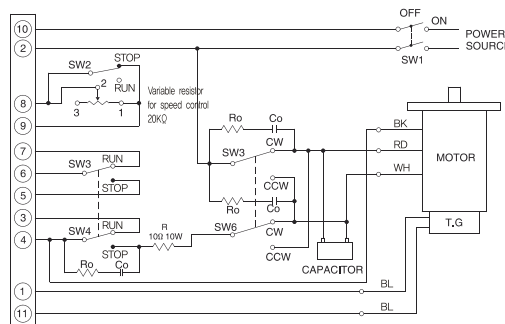 OFF
ON
10
POWER
SOURCE
2
SW1
STOP
SW2
RUN
2
8
3
1
Variable resistor
for speed control
20KΩ
9
Ro
Co
BK
7
RUN
SW3
CW
RD
MOTOR
SW3
6
WH
STOP
CCW
5
Ro
Co
3
RUN
SW6
CW
T.G
SW4
R
10Ω 10W
4
STOP
CCW
Ro
Co
CAPACITOR
1
BL
11
BL